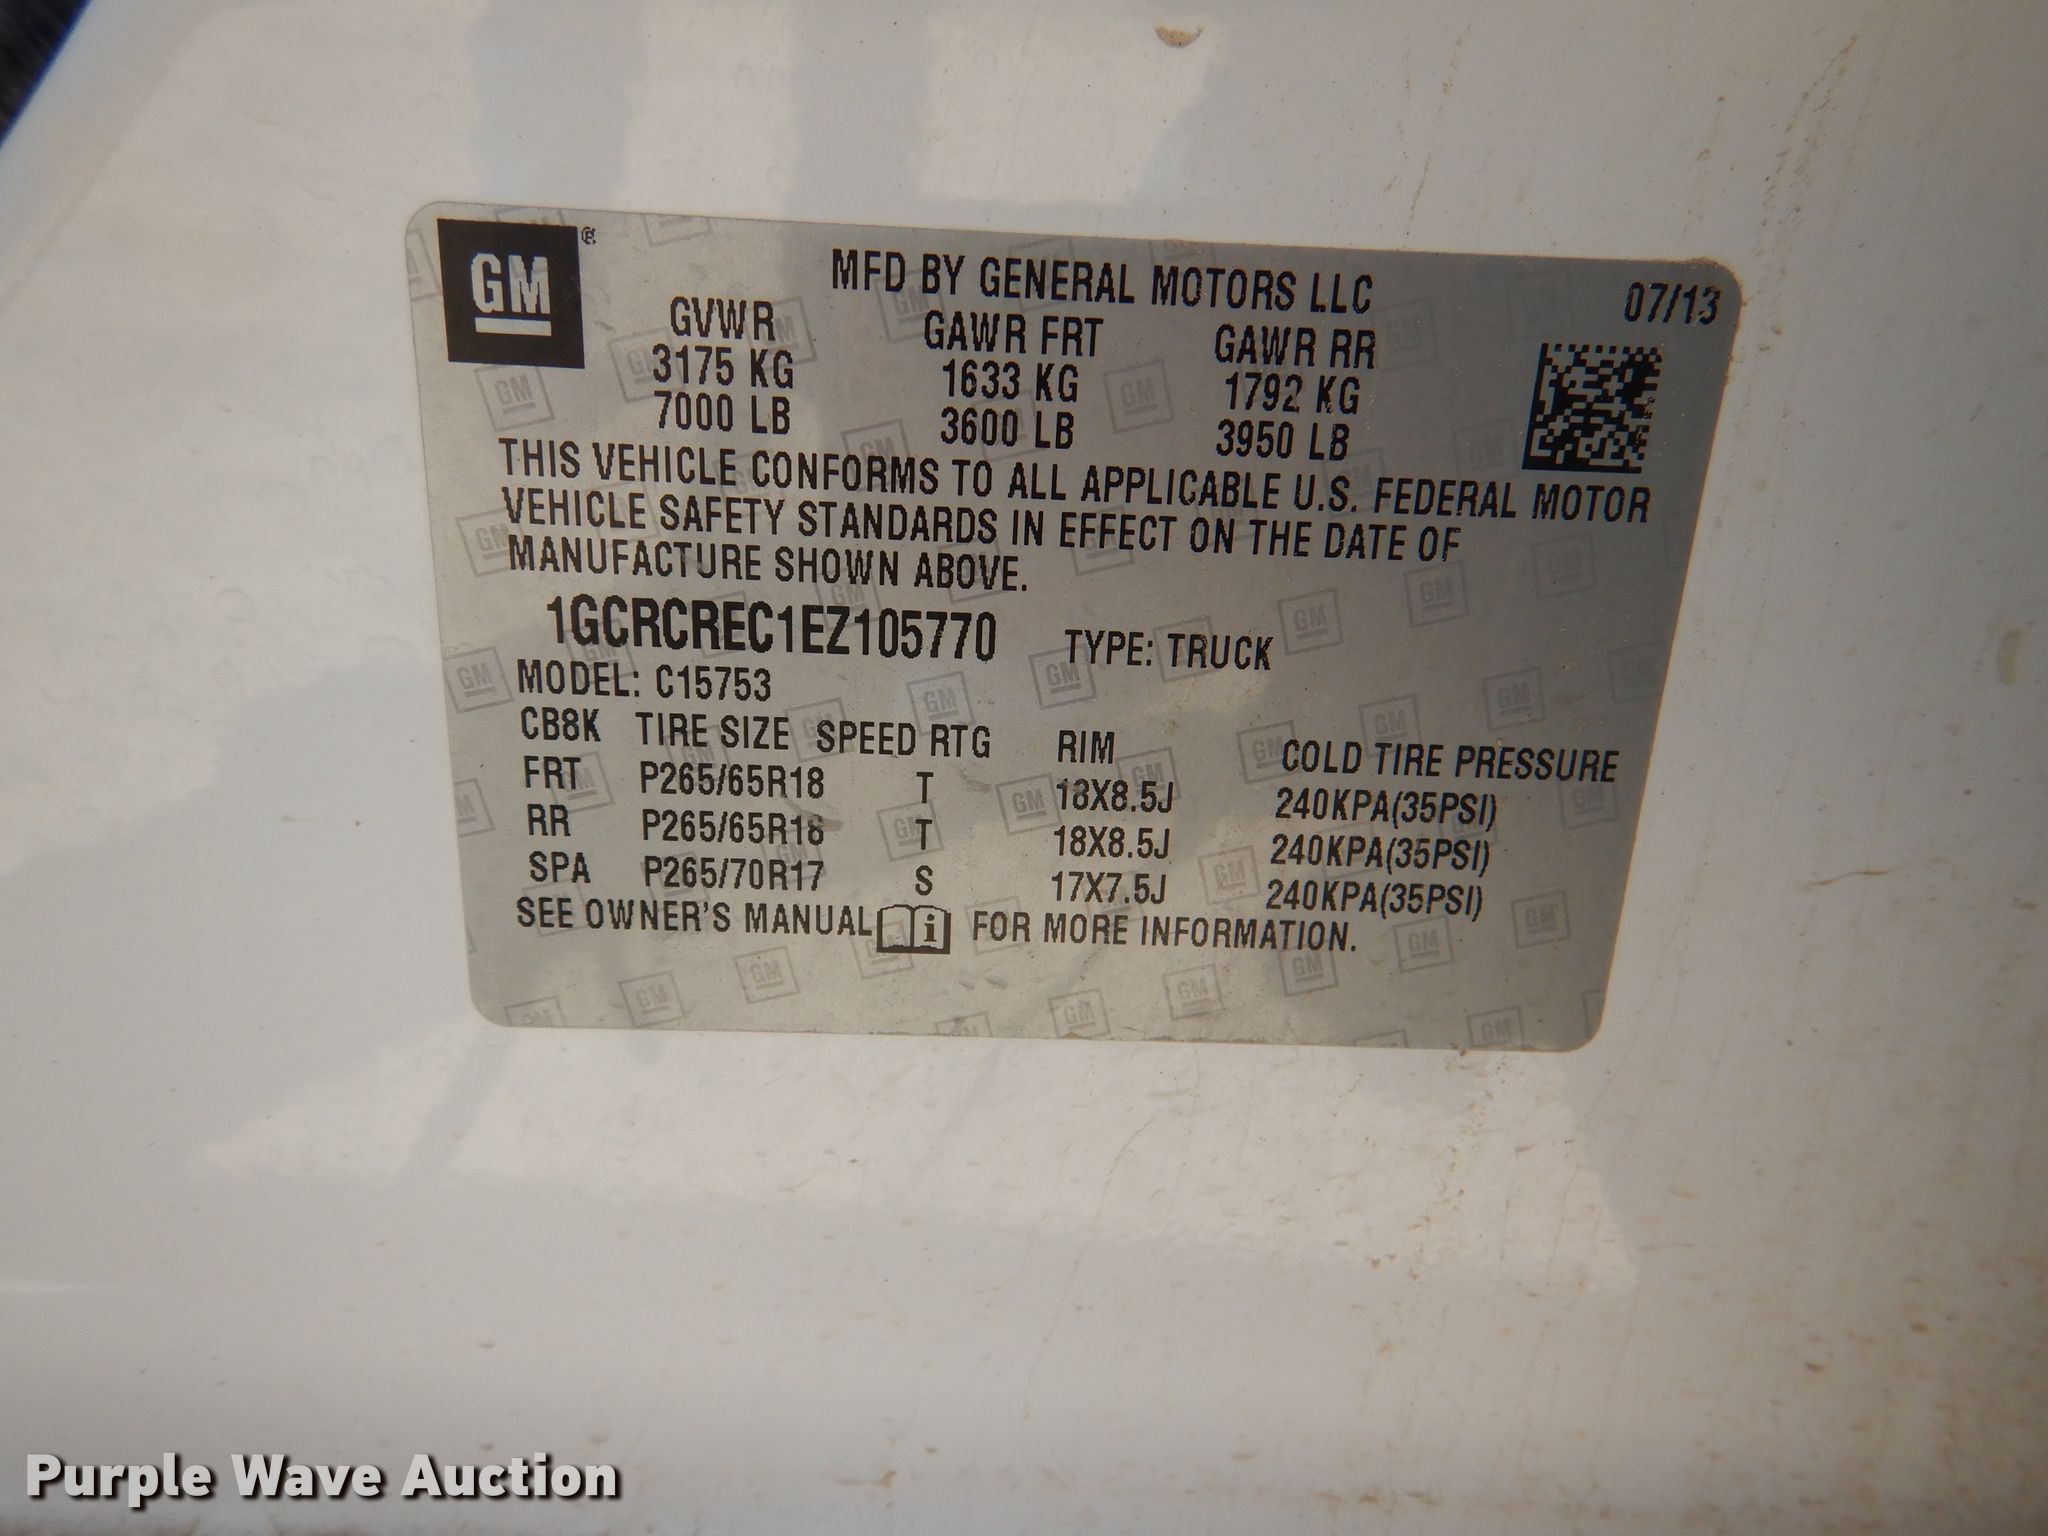 GM®
MFD BY GENERAL MOTORS LLC 07/13
GVWR GAWR FRT GAWR RR
3175 KG 1633 KG 1792 KG
7000 LB 3600 LB 3950 LB
THIS VEHICLE CONFORMS TO ALL APPLICABLE U.S. FEDERAL MOTOR
VEHICLE SAFETY STANDARDS IN EFFECT ON THE DATE OF
MANUFACTURE SHOWN ABOVE.
1GCRCREC1EZ105770 TYPE: TRUCK
MODEL: C15753
CB8K TIRE SIZE SPEED RTG RIM COLD TIRE PRESSURE
FRT P265/65R18 T 18X8.5J 240KPA(35PSI)
RR P265/65R18 T 18X8.5J 240KPA(35PSI)
SPA P265/70R17 S 17X7.5J 240KPA(35PSI)
SEE OWNER'S MANUAL i FOR MORE INFORMATION.
Purple Wave Auction